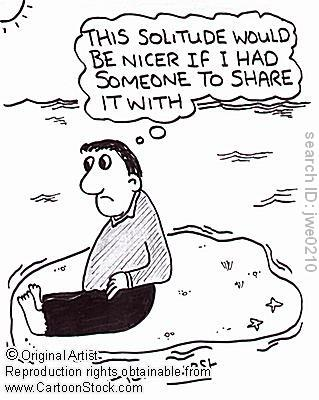 THIS SOLITUDE WOULD
BE NICER IF I HAD
SOMEONE TO SHARE
IT WITH
search ID: jwe0210
© Original Artist
Reproduction rights obtainable from
www.CartoonStock.com